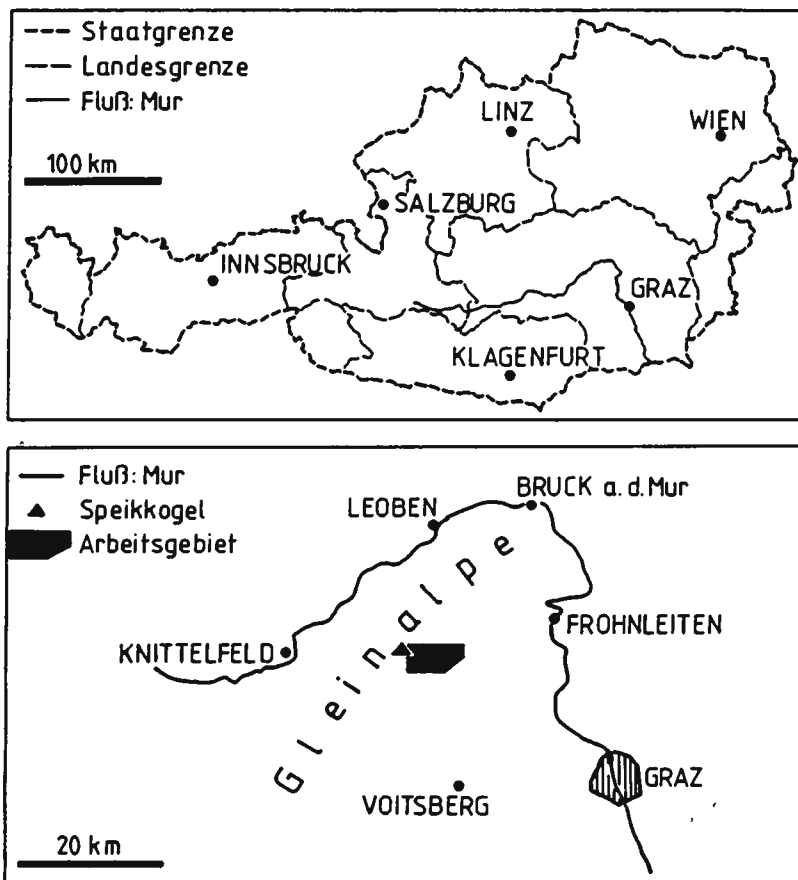 Staatgrenze
Landesgrenze
Fluß: Mur
100 km
LINZ
WIEN
SALZBURG
INNSBRUCK
GRAZ
KLAGENFURT
Fluß: Mur
Speikkogel
Arbeitsgebiet
LEOBEN
BRUCK a. d. Mur
Gleinalpe
KNITTELFELD
FROHNLEITEN
VOITSBERG
GRAZ
20 km